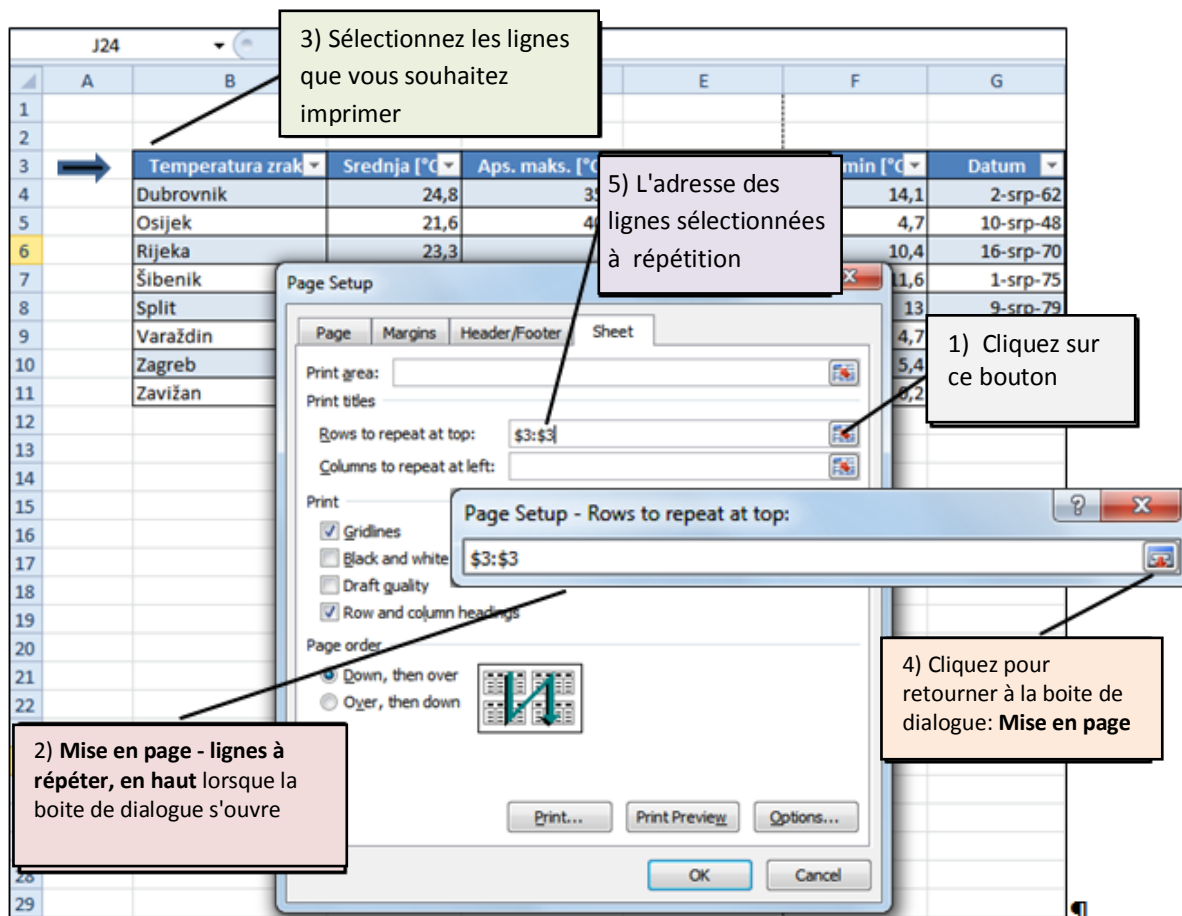 J24
3) Sélectionnez les lignes
que vous souhaitez
imprimer
A B E F G
1
2
3 Temperatura zrak Srednja [°C Aps. maks. [°C min [°C Datum
4 Dubrovnik 24,8 14,1 2-srp-62
5 Osijek 21,6 4,7 10-srp-48
6 Rijeka 23,3 10,4 16-srp-70
7 Šibenik 11,6 1-srp-75
8 Split 13 9-srp-79
9 Varaždin 4,7
10 Zagreb 5,4
11 Zavižan
12
13
14
15
16
17
18
19
20
21
22
28
29
5) L'adresse des
lignes sélectionnées
à répétition
1) Cliquez sur
ce bouton
Page Setup
Page Margins Header/Footer Sheet
Print area:
Print titles
Rows to repeat at top: $3:$3
Columns to repeat at left:
Print
Gridlines
Black and white
Draft quality
Row and column headings
Page order
Down, then over
Over, then down
Print... Print Preview Options...
OK Cancel
Page Setup - Rows to repeat at top:
$3:$3
2) Mise en page - lignes à
répéter, en haut lorsque la
boite de dialogue s'ouvre
4) Cliquez pour
retourner à la boite de
dialogue: Mise en page
¶